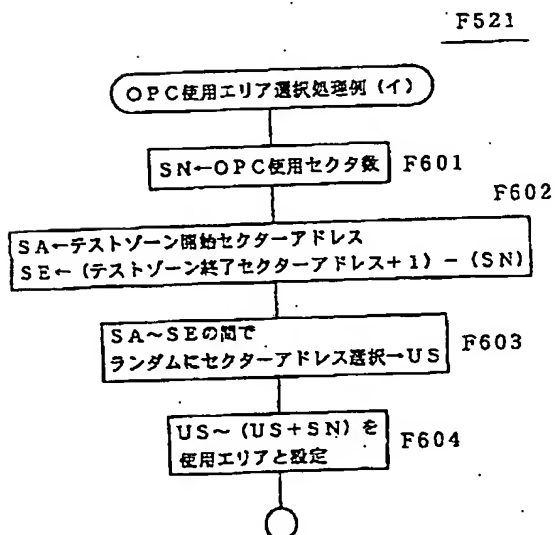 F521
OPC使用エリア選択処理例(イ)
SN←OPC使用セクタ数 F601
F602
SA←テストゾーン開始セクターアドレス
SE←(テストゾーン終了セクターアドレス+1)-(SN)
SA~SEの間で
ランダムにセクターアドレス選択→US F603
US~(US+SN)を
使用エリアと設定 F604